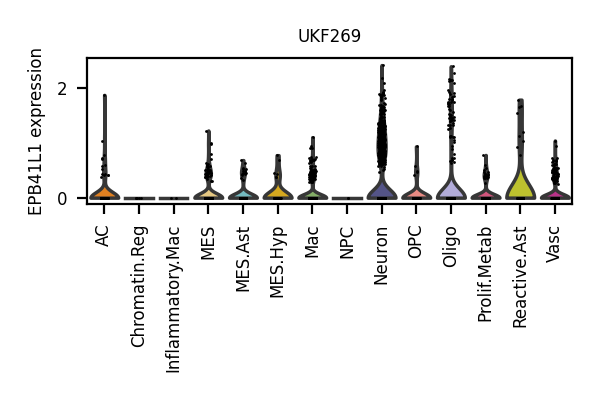 UKF269
EPB41L1 expression
2
0
AC
Chromatin.Reg
Inflammatory.Mac
MES
MES.Ast
MES.Hyp
Mac
NPC
Neuron
OPC
Oligo
Prolif.Metab
Reactive.Ast
Vasc